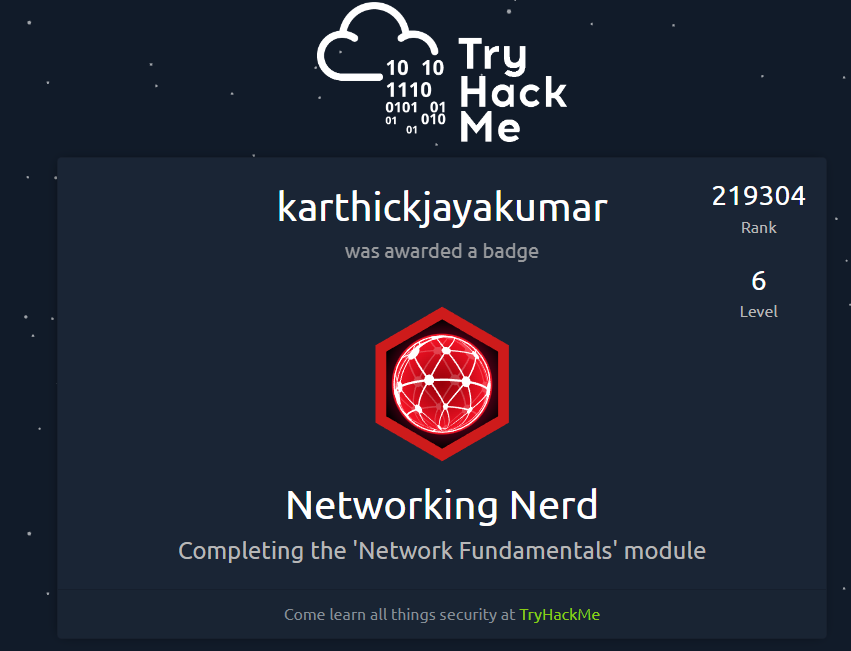 10 10
1110
0101 01
01 010
01
Try
Hack
Me
karthickjayakumar
was awarded a badge
219304
Rank
6
Level
Networking Nerd
Completing the 'Network Fundamentals' module
Come learn all things security at TryHackMe